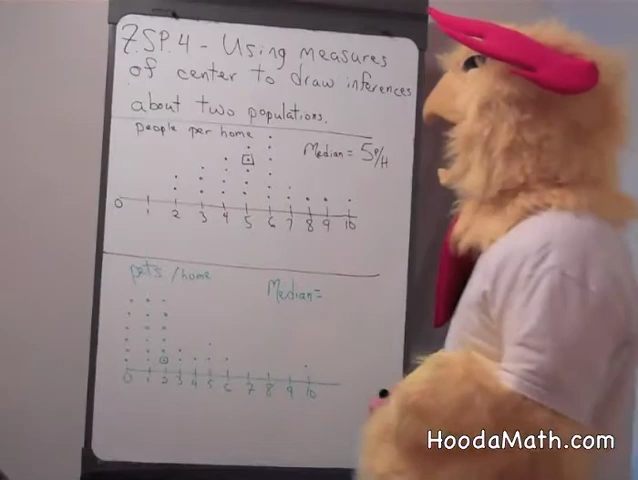 7.SP.4 - Using measures
of center to draw inferences
about two populations.
people per home
Median = 5 P/H
0 1 2 3 4 5 6 7 8 9 10
pets/home
Median=
0 1 2 3 4 5 6 7 8 9 10
HoodaMath.com